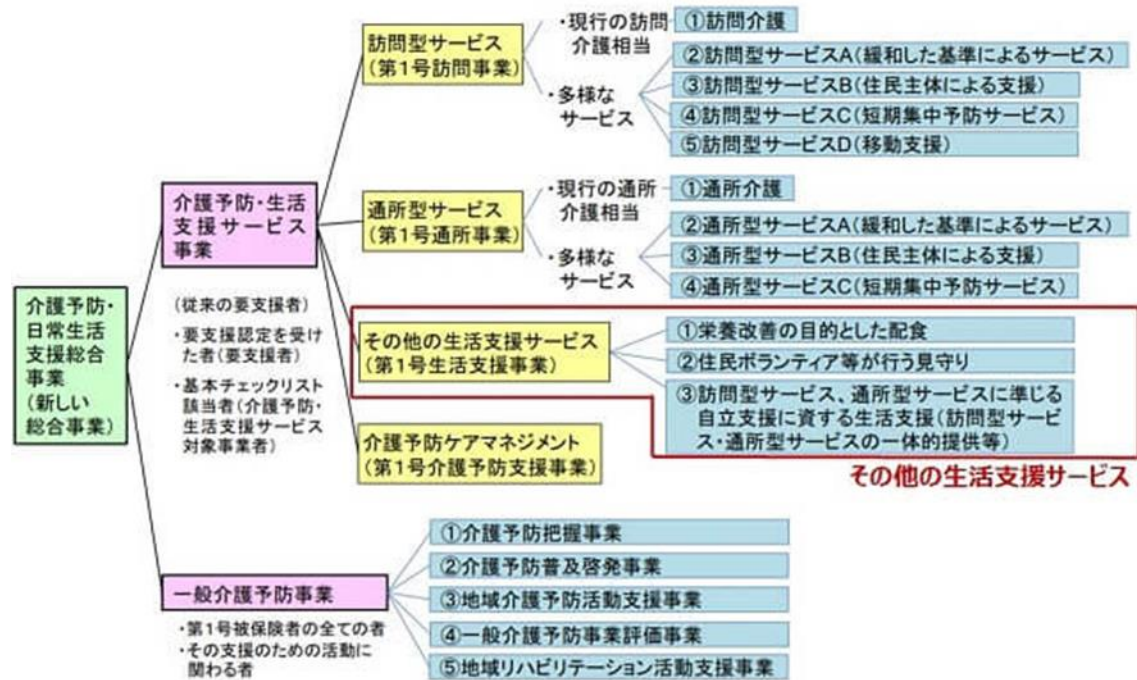 訪問型サービス
(第1号訪問事業)
・現行の訪問
介護相当
①訪問介護
・多様な
サービス
②訪問型サービスA(緩和した基準によるサービス)
③訪問型サービスB(住民主体による支援)
④訪問型サービスC(短期集中予防サービス)
⑤訪問型サービスD(移動支援)
介護予防・生活
支援サービス
事業
通所型サービス
(第1号通所事業)
・現行の通所
介護相当
①通所介護
・多様な
サービス
②通所型サービスA(緩和した基準によるサービス)
③通所型サービスB(住民主体による支援)
④通所型サービスC(短期集中予防サービス)
介護予防・
日常生活
支援総合
事業
(新しい
総合事業)
(従来の要支援者)
・要支援認定を受け
た者(要支援者)
・基本チェックリスト
該当者(介護予防・
生活支援サービス
対象事業者)
その他の生活支援サービス
(第1号生活支援事業)
①栄養改善の目的とした配食
②住民ボランティア等が行う見守り
③訪問型サービス、通所型サービスに準じる
自立支援に資する生活支援(訪問型サービ
ス・通所型サービスの一体的提供等)
その他の生活支援サービス
介護予防ケアマネジメント
(第1号介護予防支援事業)
一般介護予防事業
・第1号被保険者の全ての者
・その支援のための活動に
関わる者
①介護予防把握事業
②介護予防普及啓発事業
③地域介護予防活動支援事業
④一般介護予防事業評価事業
⑤地域リハビリテーション活動支援事業